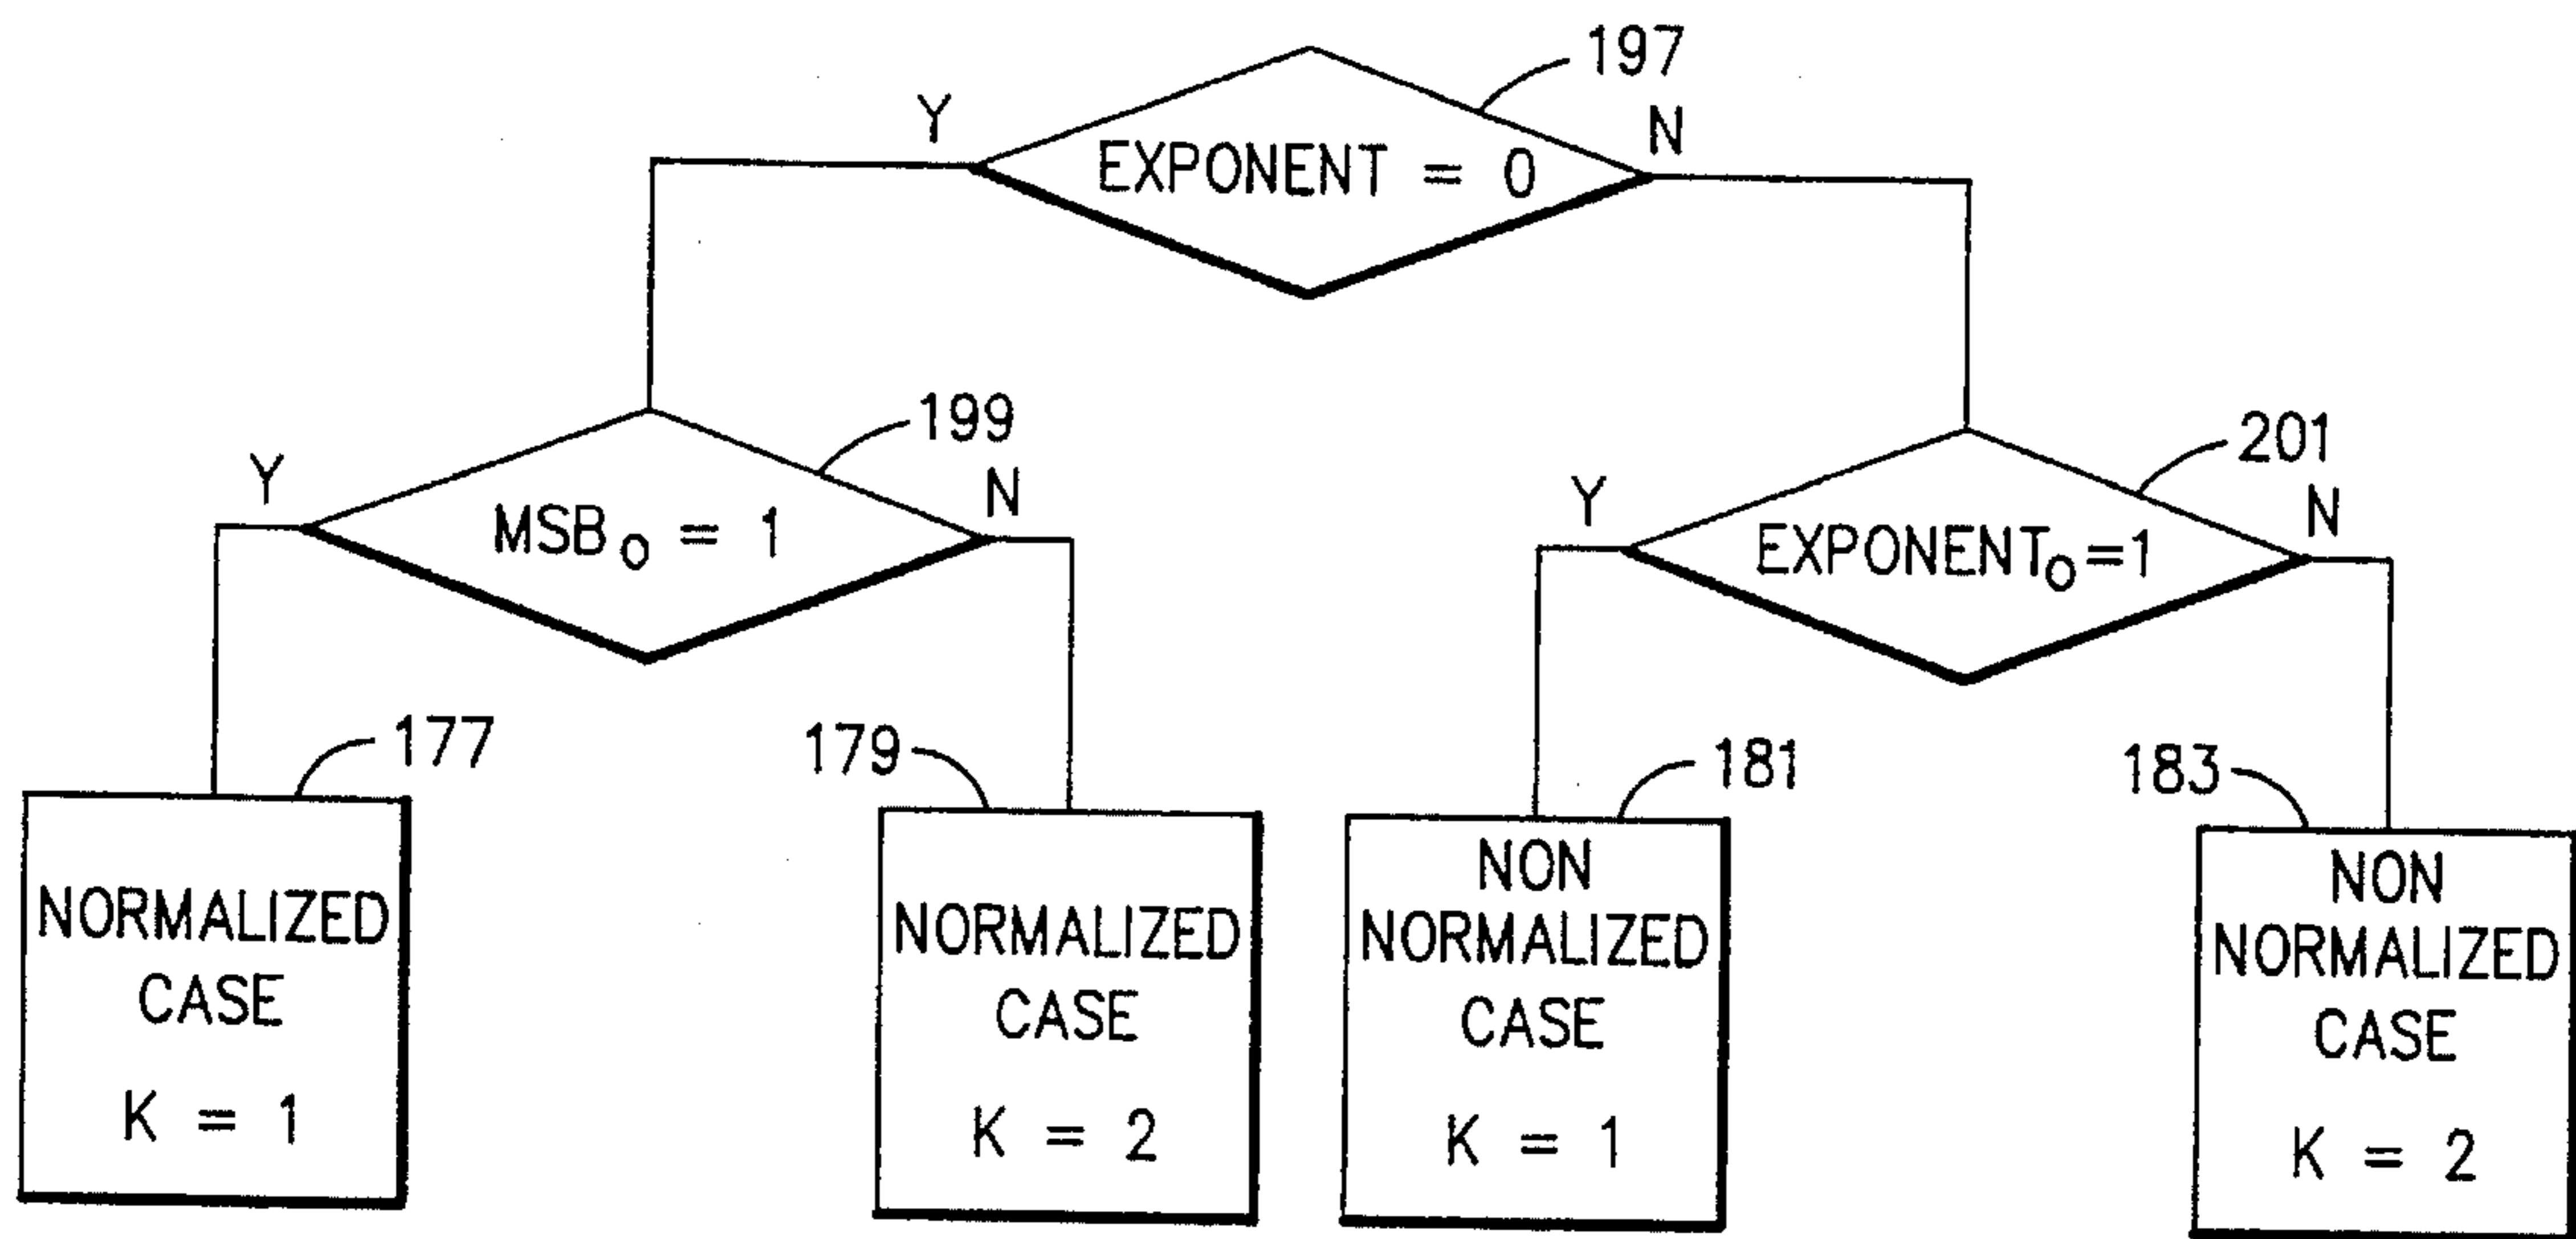 197
Y
N
EXPONENT = 0
199
201
Y
N
Y
N
MSB₀ = 1
EXPONENT₀=1
177
179
181
183
NORMALIZED
CASE
K = 1
NORMALIZED
CASE
K = 2
NON
NORMALIZED
CASE
K = 1
NON
NORMALIZED
CASE
K = 2